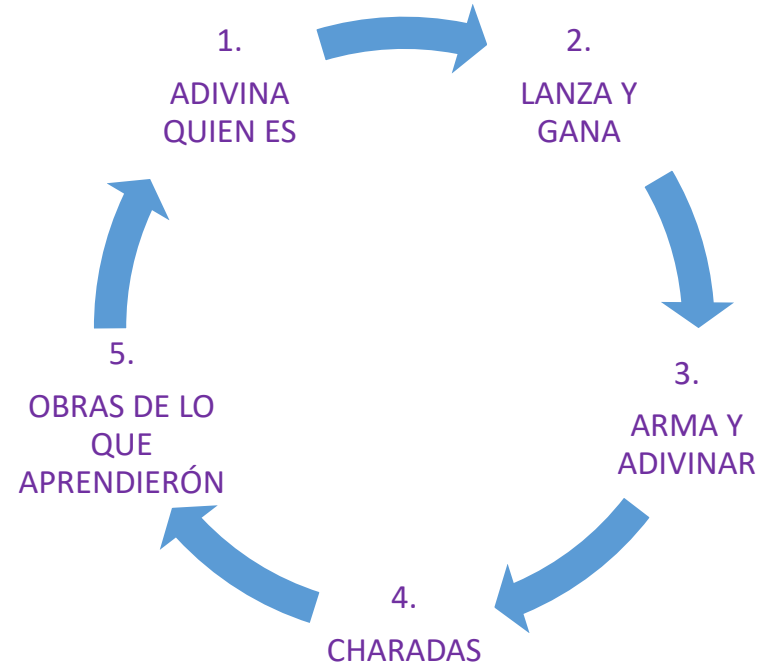 1.
ADIVINA
QUIEN ES
2.
LANZA Y
GANA
3.
ARMA Y
ADIVINAR
4.
CHARADAS
5.
OBRAS DE LO
QUE
APRENDIERÓN